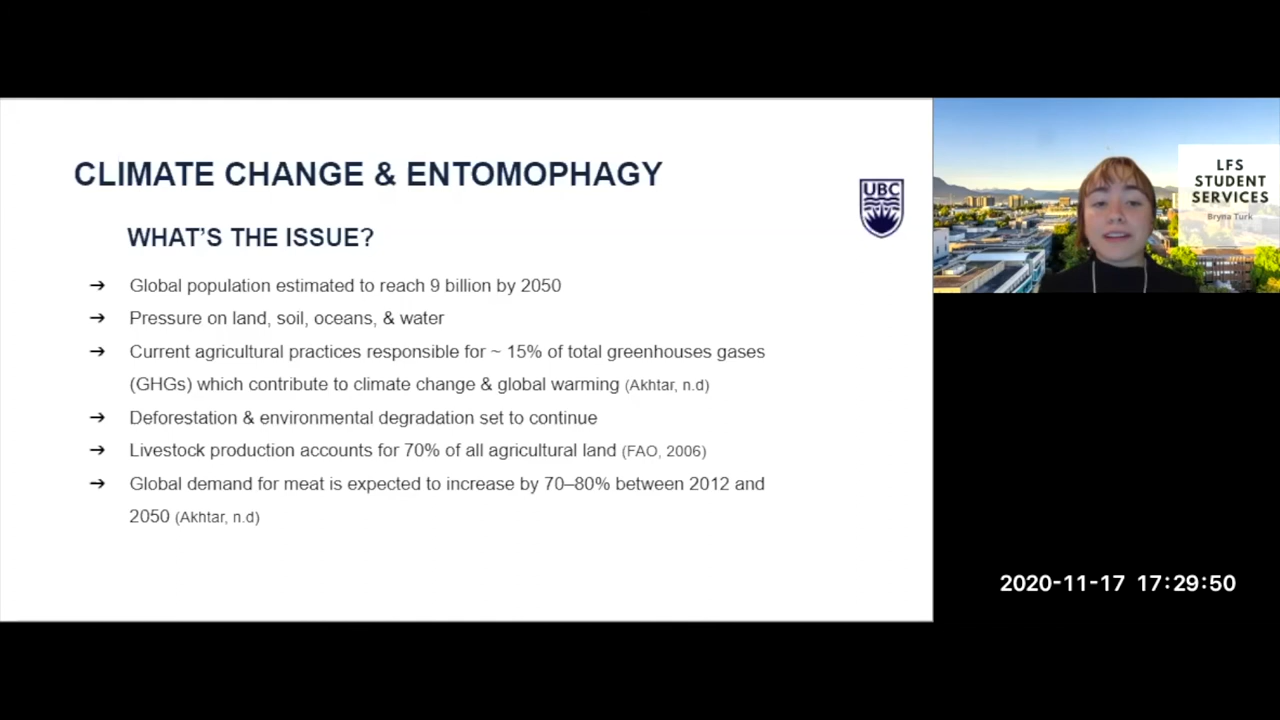 CLIMATE CHANGE & ENTOMOPHAGY
UBC
WHAT'S THE ISSUE?
➔ Global population estimated to reach 9 billion by 2050
➔ Pressure on land, soil, oceans, & water
➔ Current agricultural practices responsible for ~ 15% of total greenhouses gases
(GHGs) which contribute to climate change & global warming (Akhtar, n.d)
➔ Deforestation & environmental degradation set to continue
➔ Livestock production accounts for 70% of all agricultural land (FAO, 2006)
➔ Global demand for meat is expected to increase by 70–80% between 2012 and
2050 (Akhtar, n.d)
LFS
STUDENT
SERVICES
Bryna Turk
2020-11-17 17:29:50